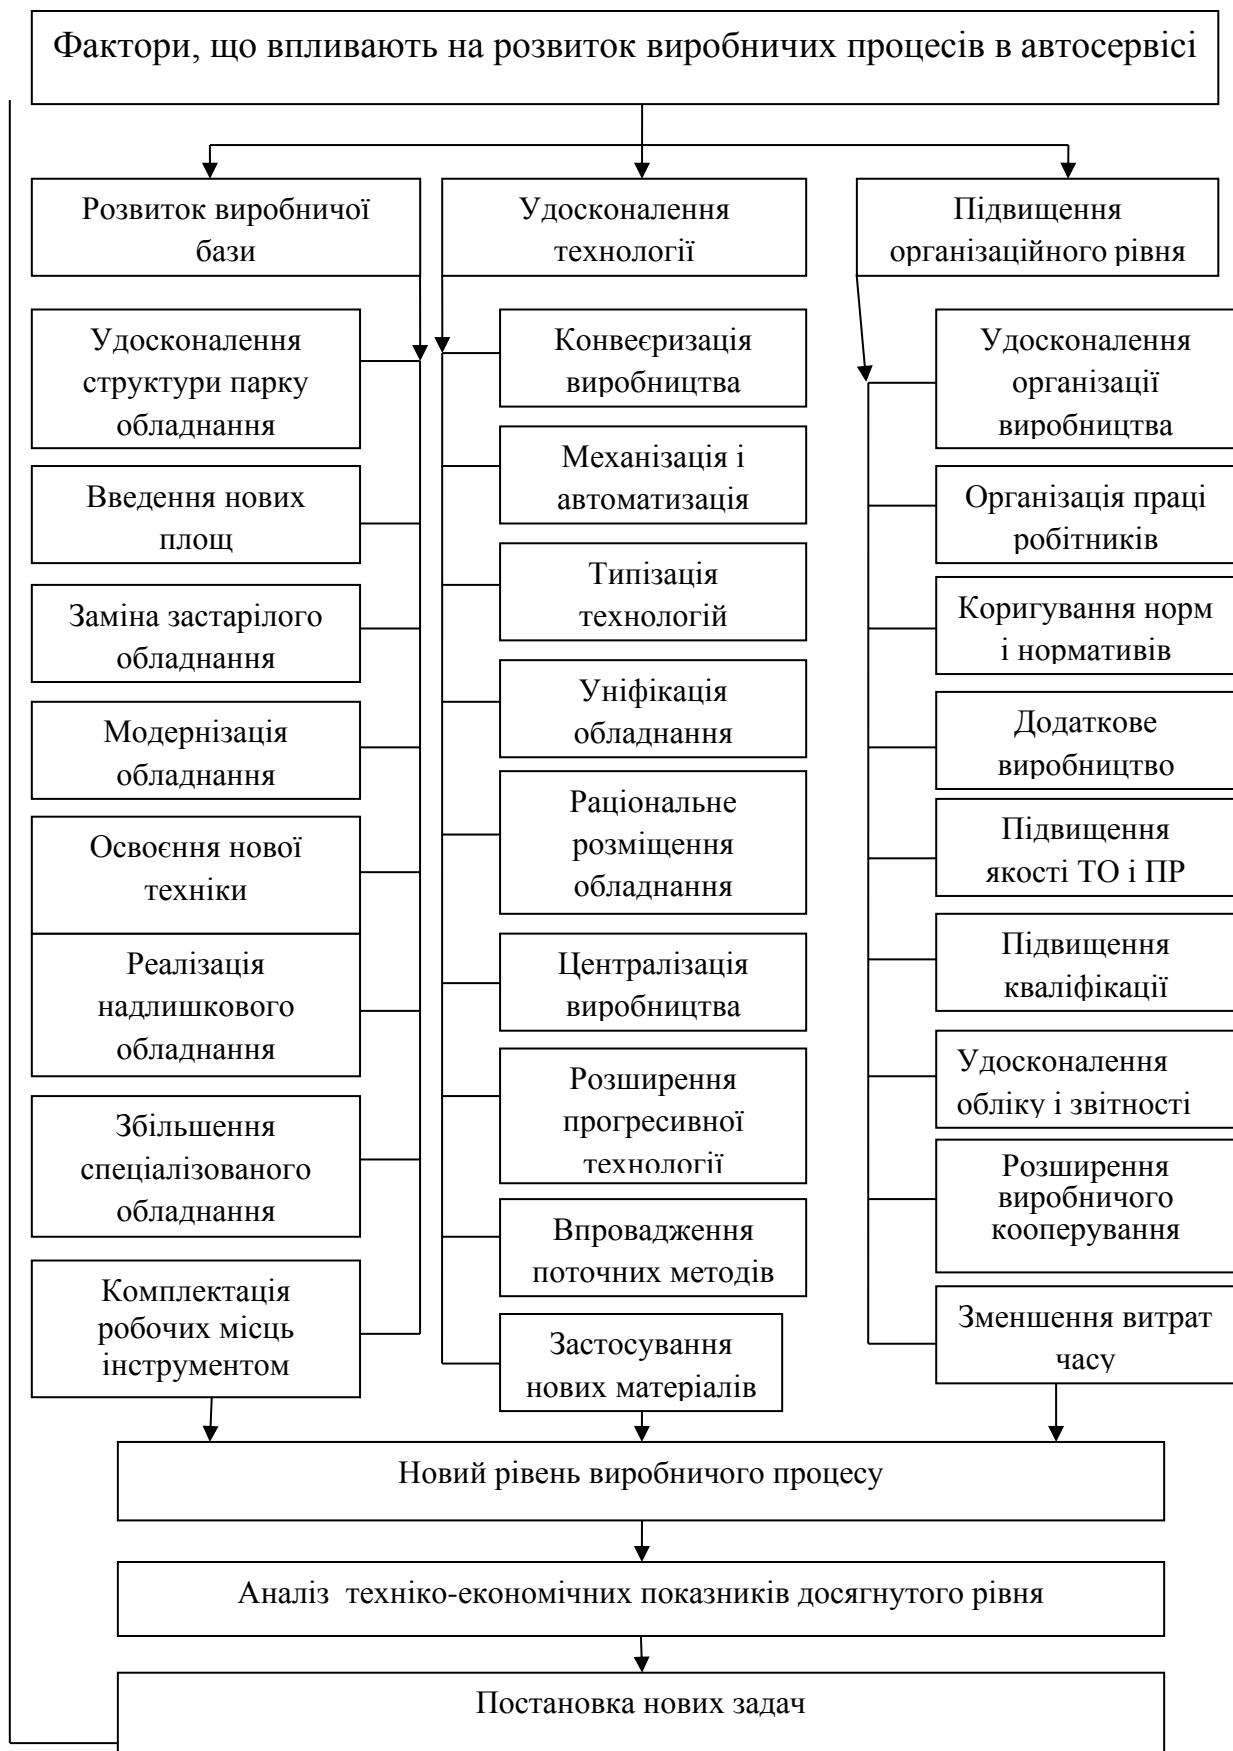 Фактори, що впливають на розвиток виробничих процесів в автосервісі
Розвиток виробничої
бази
Удосконалення
структури парку
обладнання
Введення нових
площ
Заміна застарілого
обладнання
Модернізація
обладнання
Освоєння нової
техніки
Реалізація
надлишкового
обладнання
Збільшення
спеціалізованого
обладнання
Комплектація
робочих місць
інструментом
Удосконалення
технології
Конвеєризація
виробництва
Механізація і
автоматизація
Типізація
технологій
Уніфікація
обладнання
Раціональне
розміщення
обладнання
Централізація
виробництва
Розширення
прогресивної
технології
Впровадження
поточних методів
Застосування
нових матеріалів
Підвищення
організаційного рівня
Удосконалення
організації
виробництва
Організація праці
робітників
Коригування норм
і нормативів
Додаткове
виробництво
Підвищення
якості ТО і ПР
Підвищення
кваліфікації
Удосконалення
обліку і звітності
Розширення
виробничого
кооперування
Зменшення витрат
часу
Новий рівень виробничого процесу
Аналіз техніко-економічних показників досягнутого рівня
Постановка нових задач